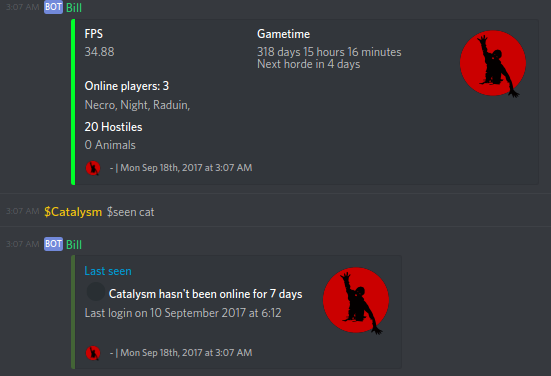 3:07 AM BOT Bill
FPS Gametime
34.88 318 days 15 hours 16 minutes
Next horde in 4 days
Online players: 3
Necro, Night, Raduin,
20 Hostiles
0 Animals
- | Mon Sep 18th, 2017 at 3:07 AM
3:07 AM $Catalysm $seen cat
3:07 AM BOT Bill
Last seen
Catalysm hasn't been online for 7 days
Last login on 10 September 2017 at 6:12
- | Mon Sep 18th, 2017 at 3:07 AM